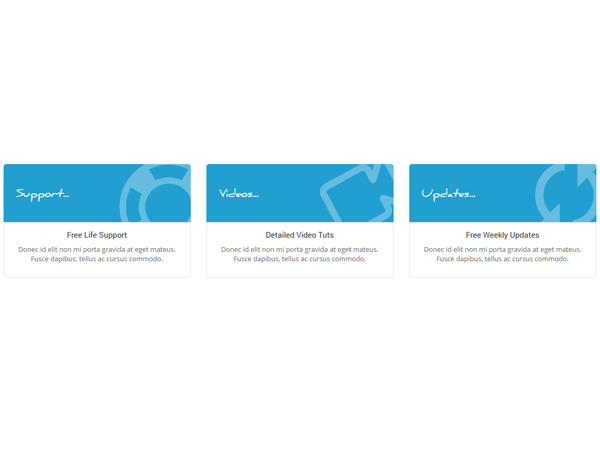 Support...
Free Life Support
Donec id elit non mi porta gravida at eget mateus.
Fusce dapibus, tellus ac cursus commodo.
Videos...
Detailed Video Tuts
Donec id elit non mi porta gravida at eget mateus.
Fusce dapibus, tellus ac cursus commodo.
Updates...
Free Weekly Updates
Donec id elit non mi porta gravida at eget mateus.
Fusce dapibus, tellus ac cursus commodo.